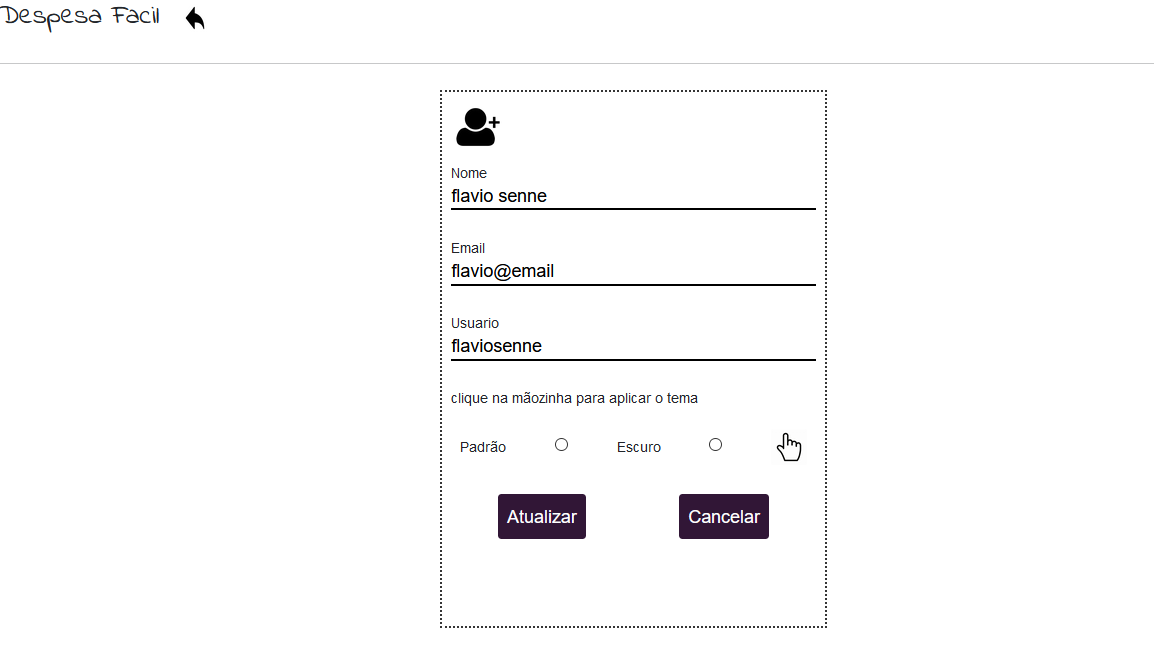 Despesa Facil
Nome
flavio senne
Email
flavio@email
Usuario
flaviosenne
clique na mãozinha para aplicar o tema
Padrão Escuro
Atualizar Cancelar